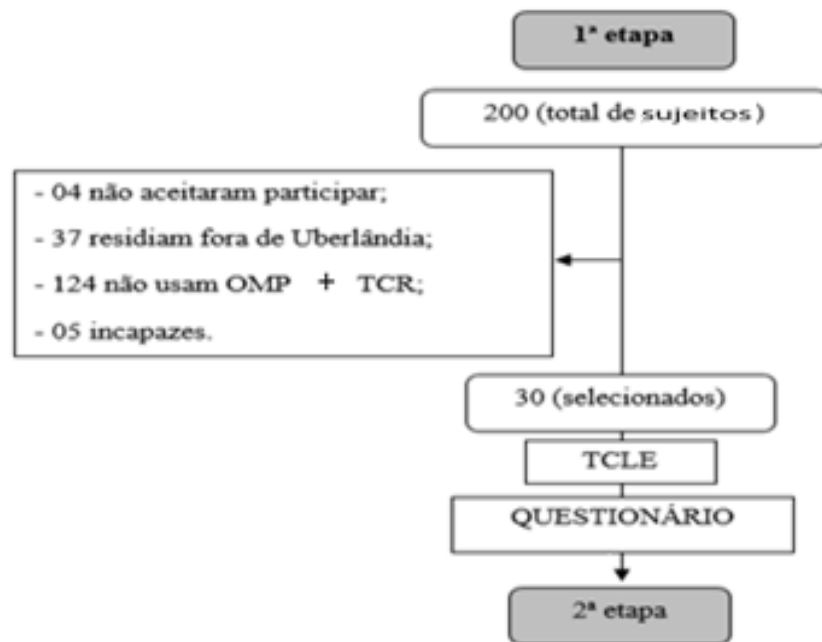 1ª etapa
200 (total de sujeitos)
- 04 não aceitaram participar;
- 37 residiam fora de Uberlândia;
- 124 não usam OMP + TCR;
- 05 incapazes.
30 (selecionados)
TCLE
QUESTIONÁRIO
2ª etapa